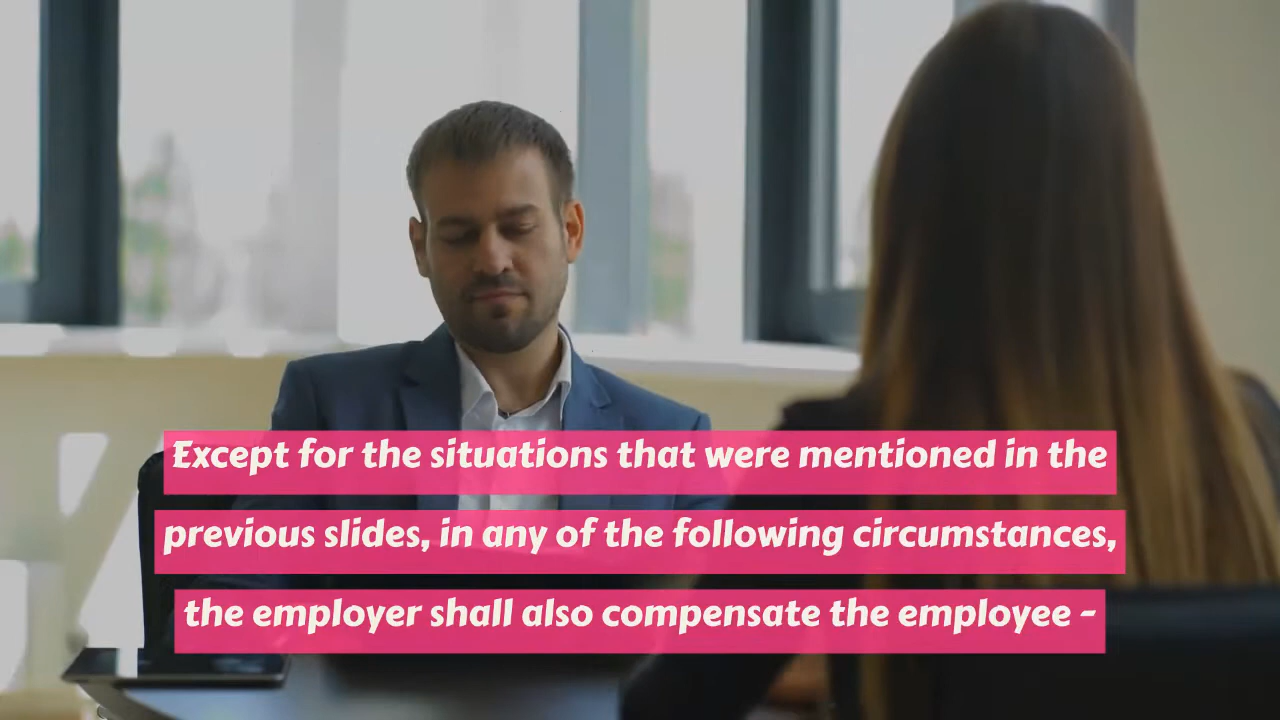 Except for the situations that were mentioned in the
previous slides, in any of the following circumstances,
the employer shall also compensate the employee -